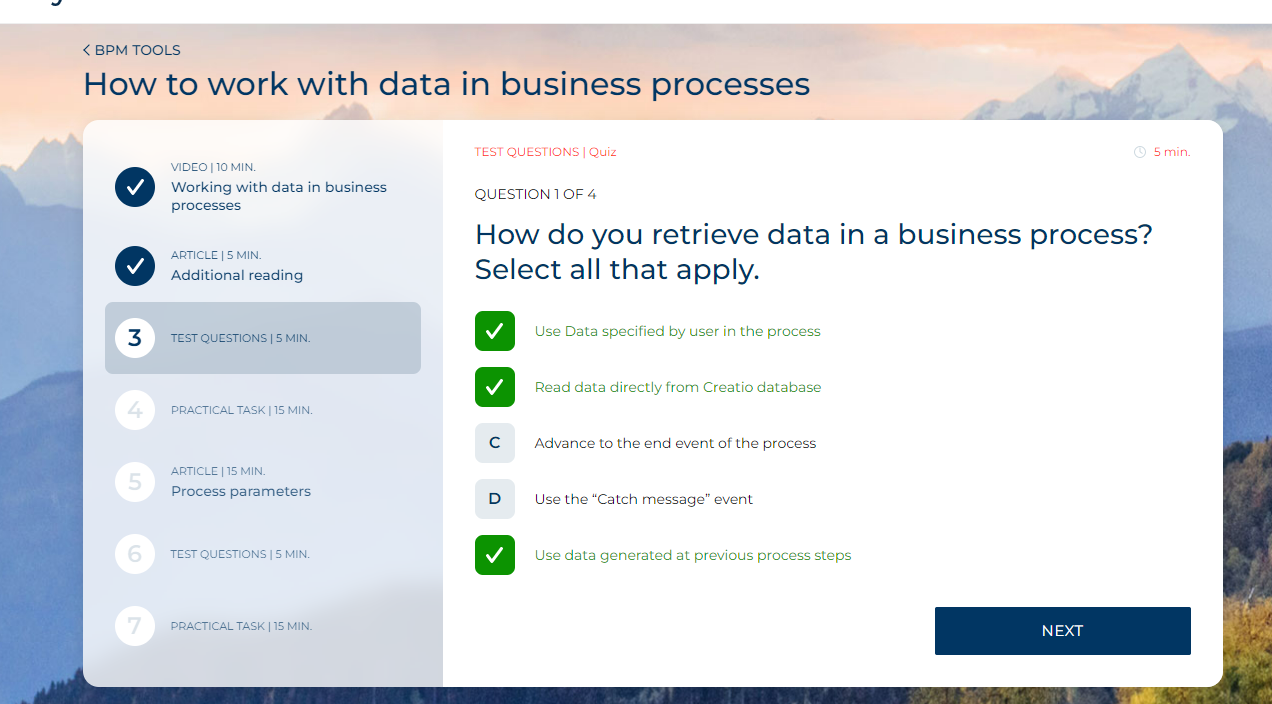 < BPM TOOLS
How to work with data in business processes
VIDEO | 10 MIN.
Working with data in business
processes
ARTICLE | 5 MIN.
Additional reading
3
TEST QUESTIONS | 5 MIN.
4
PRACTICAL TASK | 15 MIN.
5
ARTICLE | 15 MIN.
Process parameters
6
TEST QUESTIONS | 5 MIN.
7
PRACTICAL TASK | 15 MIN.
TEST QUESTIONS | Quiz
5 min.
QUESTION 1 OF 4
How do you retrieve data in a business process?
Select all that apply.
Use Data specified by user in the process
Read data directly from Creatio database
C Advance to the end event of the process
D Use the “Catch message” event
Use data generated at previous process steps
NEXT